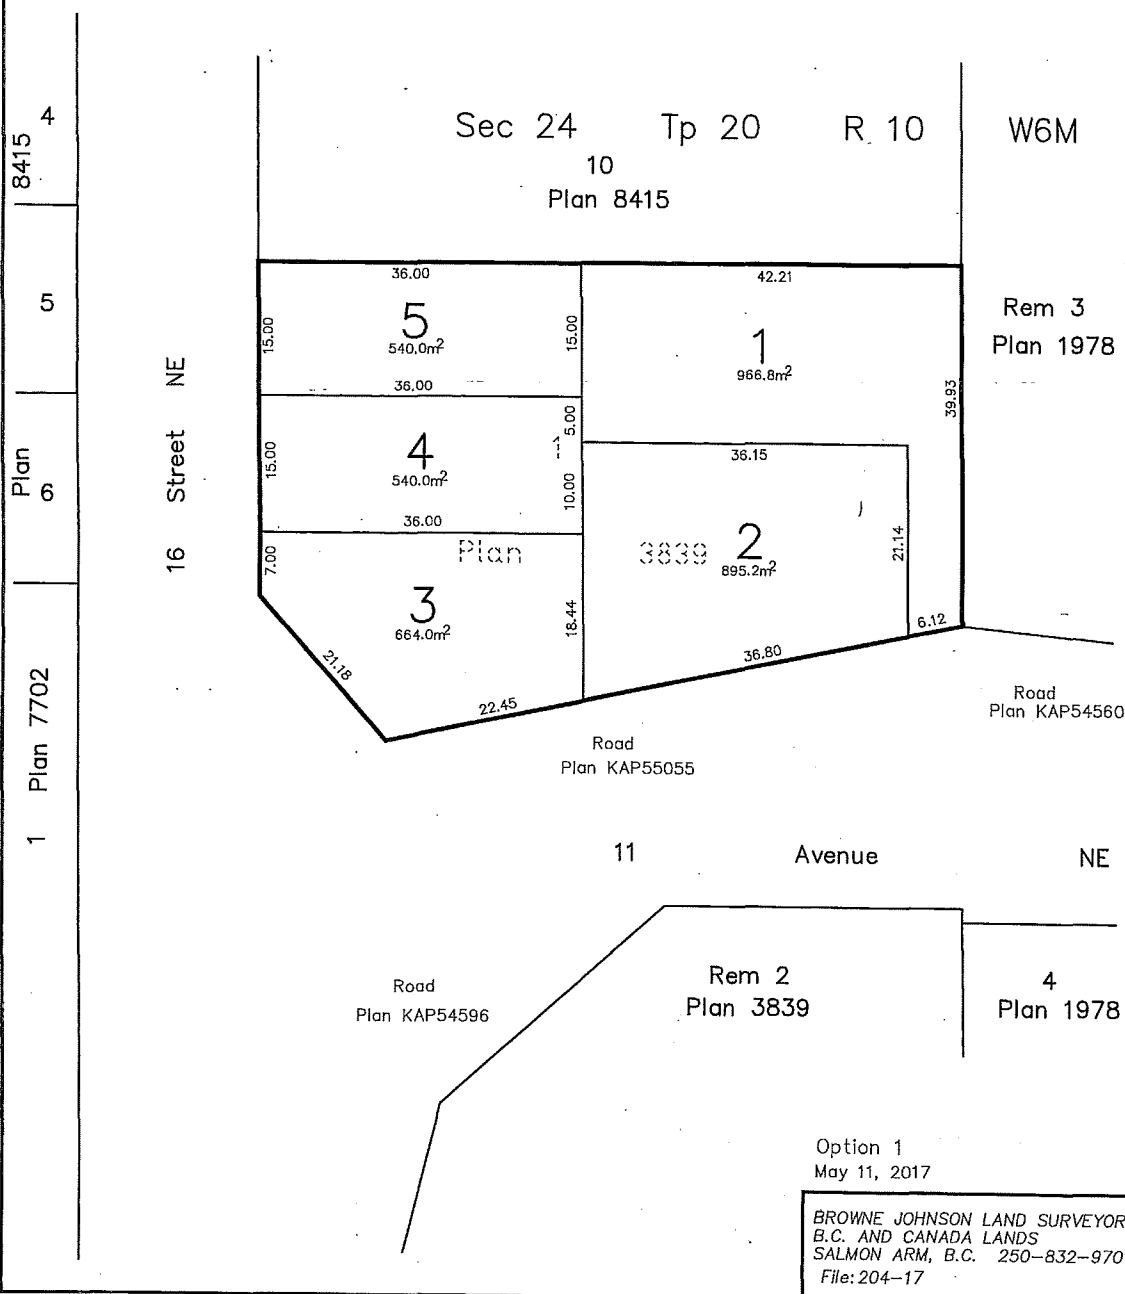 Sec 24 Tp 20 R. 10 W6M
10
Plan 8415
4
8415
5
Plan
6
1 Plan 7702
16 Street NE
36.00
42.21
15.00
5
540.0m²
15.00
1
966.8m²
39.93
Rem 3
Plan 1978
36.00
15.00
4
540.0m²
5.00
1
10.00
36.15
36.00
7.00
Plan 3839
2
895.2m²
21.14
3
664.0m²
18.44
21.18
22.45
36.80
6.12
Road
Plan KAP54560
Road
Plan KAP55055
11 Avenue NE
Road
Plan KAP54596
Rem 2
Plan 3839
4
Plan 1978
Option 1
May 11, 2017
BROWNE JOHNSON LAND SURVEYOR
B.C. AND CANADA LANDS
SALMON ARM, B.C. 250-832-970
File: 204-17